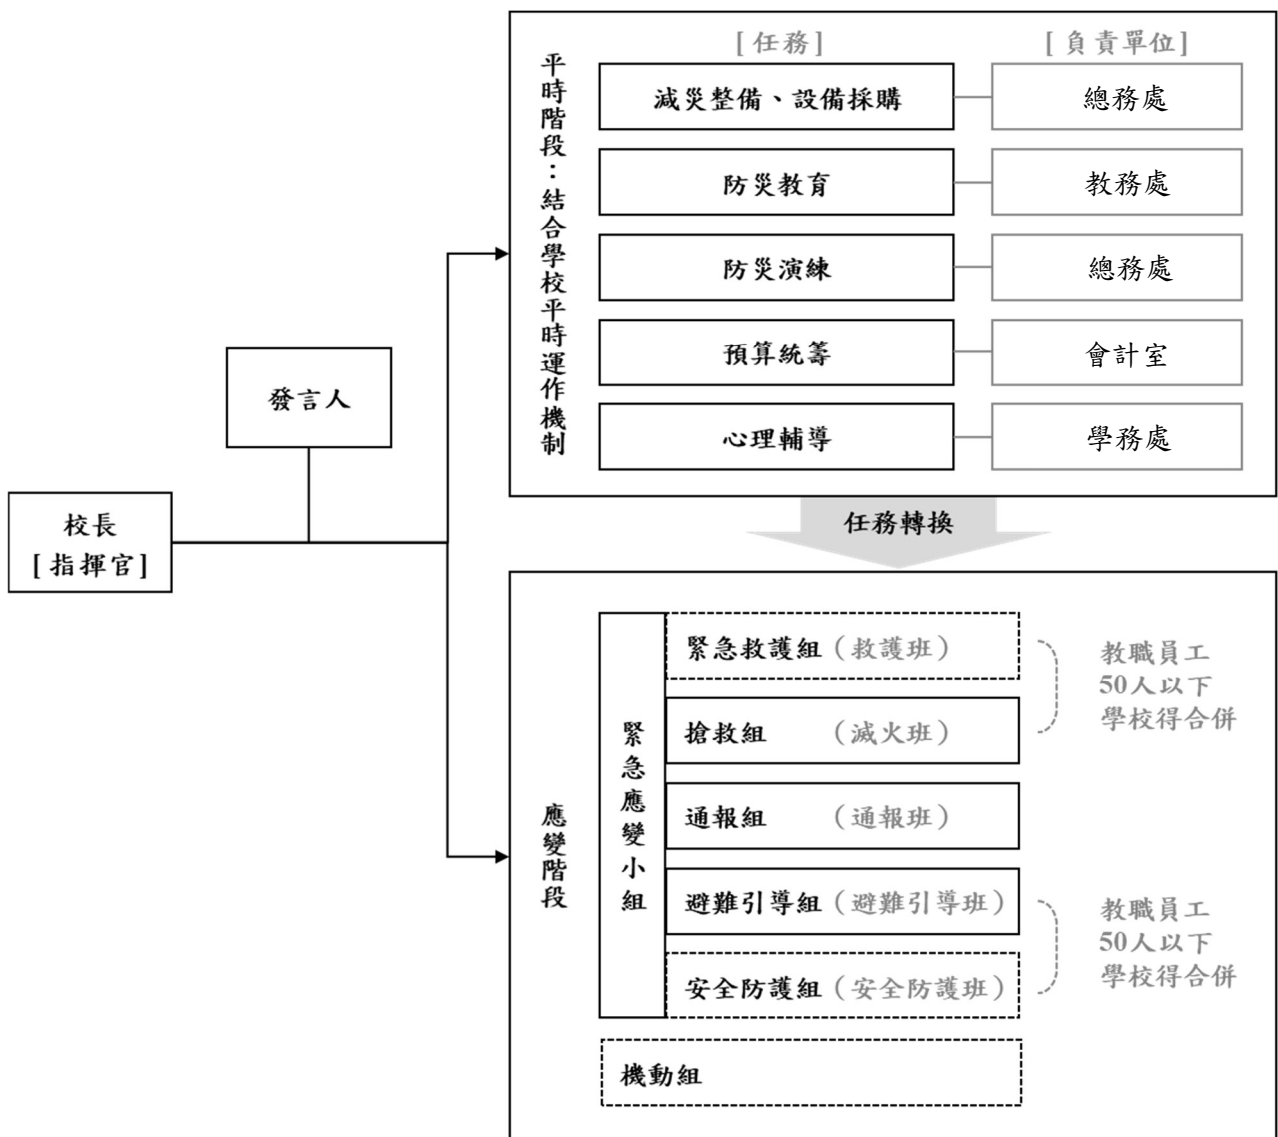 校長
[指揮官]
發言人
平時階段：結合學校平時運作機制
[任務]
[負責單位]
減災整備、設備採購
總務處
防災教育
教務處
防災演練
總務處
預算統籌
會計室
心理輔導
學務處
任務轉換
應變階段
緊急應變小組
緊急救護組（救護班）
搶救組（滅火班）
通報組（通報班）
避難引導組（避難引導班）
安全防護組（安全防護班）
機動組
教職員工
50人以下
學校得合併
教職員工
50人以下
學校得合併